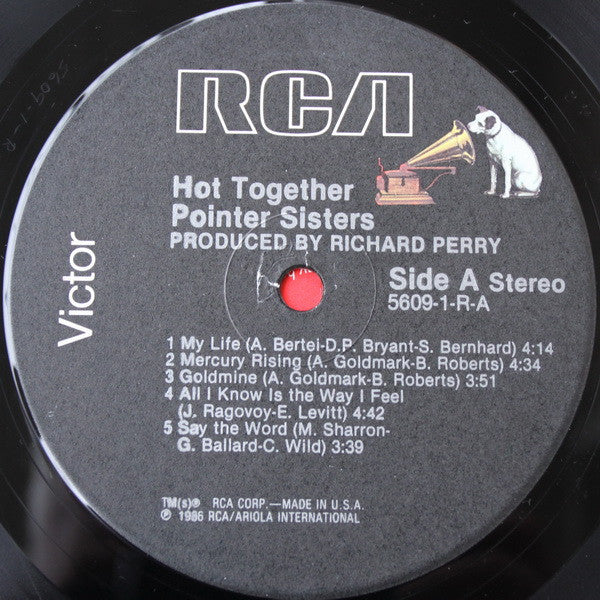 RCA
Hot Together
Pointer Sisters
PRODUCED BY RICHARD PERRY
Side A Stereo
5609-1-R-A
Victor
1 My Life (A. Bertei-D.P. Bryant-S. Bernhard) 4:14
2 Mercury Rising (A. Goldmark-B. Roberts) 4:34
3 Goldmine (A. Goldmark-B. Roberts) 3:51
4 All I Know Is the Way I Feel
(J. Ragovoy-E. Levitt) 4:42
5 Say the Word (M. Sharron-
G. Ballard-C. Wild) 3:39
TM(s)® RCA CORP.—MADE IN U.S.A.
℗ 1986 RCA/ARIOLA INTERNATIONAL